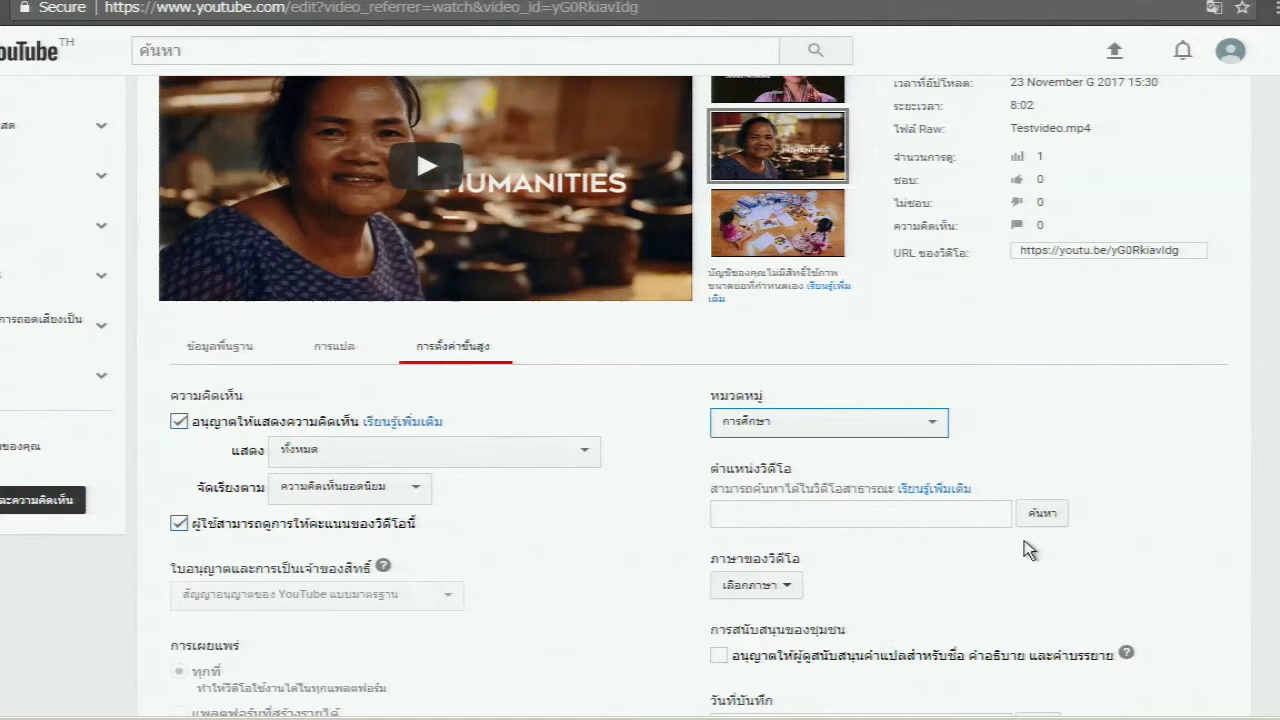 Secure https://www.youtube.com/edit?video_referrer=watch&video_id=yG0RkiavIdg
ouTube TH
ค้นหา
เวลาที่อัปโหลด: 23 November G 2017 15:30
ระยะเวลา: 8:02
ไฟล์ Raw: Testvideo.mp4
จำนวนการดู: 1
ชอบ: 0
ไม่ชอบ: 0
ความคิดเห็น: 0
URL ของวิดีโอ: https://youtu.be/yG0RkiavIdg
HUMANITIES
HUMANITIES
บัญชีของคุณไม่มีสิทธิ์ใช้ภาพ
ขนาดย่อที่กำหนดเอง เรียนรู้เพิ่ม
เติม
การถอดเสียงเป็น
ของคุณ
ละความคิดเห็น
ข้อมูลพื้นฐาน การแปล การตั้งค่าขั้นสูง
ความคิดเห็น
อนุญาตให้แสดงความคิดเห็น เรียนรู้เพิ่มเติม
แสดง ทั้งหมด
จัดเรียงตาม ความคิดเห็นยอดนิยม
ผู้ใช้สามารถดูการให้คะแนนของวิดีโอนี้
ใบอนุญาตและการเป็นเจ้าของสิทธิ์
สัญญาอนุญาตของ YouTube แบบมาตรฐาน
การเผยแพร่
ทุกที่
ทำให้วิดีโอใช้งานได้ในทุกแพลตฟอร์ม
แพลตฟอร์มที่สร้างรายได้
หมวดหมู่
การศึกษา
ตำแหน่งวิดีโอ
สามารถค้นหาได้ในวิดีโอสาธารณะ เรียนรู้เพิ่มเติม
ค้นหา
ภาษาของวิดีโอ
เลือกภาษา
การสนับสนุนของชุมชน
อนุญาตให้ผู้ดูสนับสนุนคำแปลสำหรับชื่อ คำอธิบาย และคำบรรยาย
วันที่บันทึก